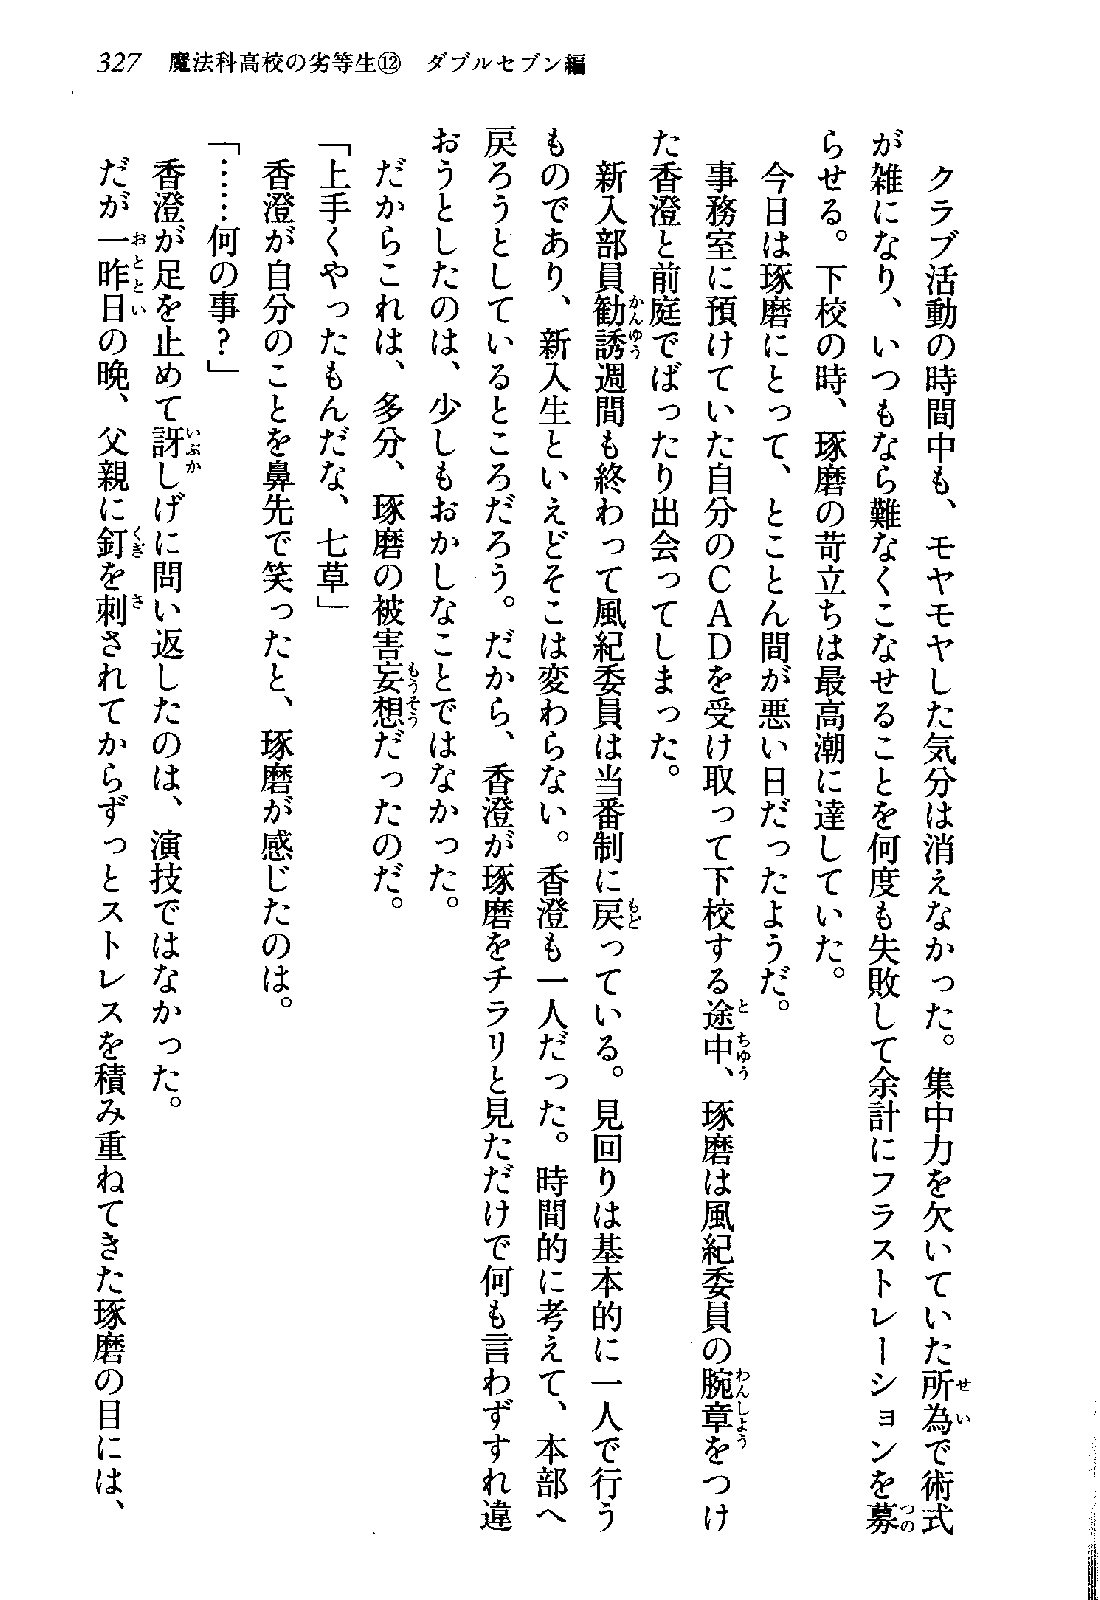 327 魔法科高校の劣等生⑫ ダブルセブン編
クラブ活動の時間中も、モヤモヤした気分は消えなかった。集中力を欠いていた所為で術式
が雑になり、いつもなら難なくこなせることを何度も失敗して余計にフラストレーションを募
らせる。下校の時、琢磨の苛立ちは最高潮に達していた。
今日は琢磨にとって、とことん間が悪い日だったようだ。
事務室に預けていた自分のCADを受け取って下校する途中、琢磨は風紀委員の腕章をつけ
た香澄と前庭でばったり出会ってしまった。
新入部員勧誘週間も終わって風紀委員は当番制に戻っている。見回りは基本的に一人で行う
ものであり、新入生といえどそこは変わらない。香澄も一人だった。時間的に考えて、本部へ
戻ろうとしているところだろう。だから、香澄が琢磨をチラリと見ただけで何も言わずすれ違
おうとしたのは、少しもおかしなことではなかった。
だからこれは、多分、琢磨の被害妄想だったのだ。
「上手くやったもんだな、七草」
香澄が自分のことを鼻先で笑ったと、琢磨が感じたのは。
「……何の事？」
香澄が足を止めて訝しげに問い返したのは、演技ではなかった。
だが一昨日の晩、父親に釘を刺されてからずっとストレスを積み重ねてきた琢磨の目には、